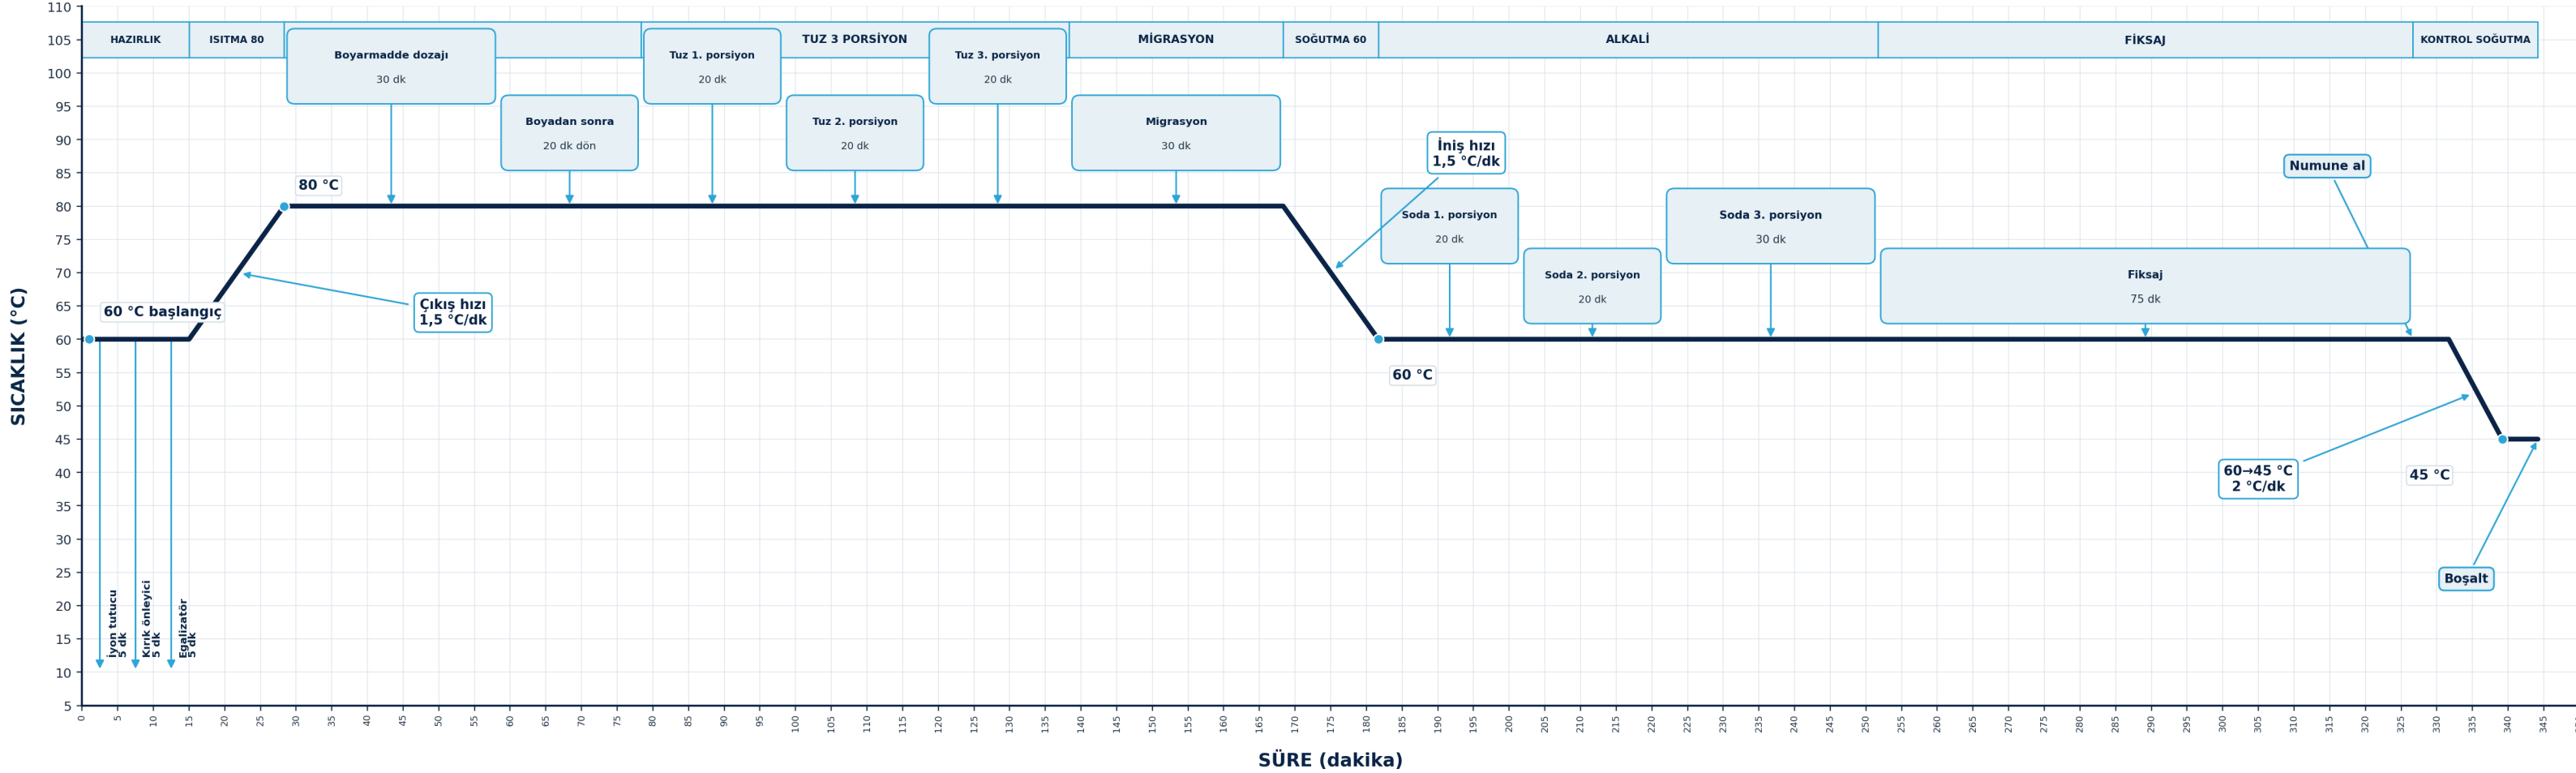 HAZIRLIK
ISITMA 80
TUZ 3 PORSİYON
MİGRASYON
SOĞUTMA 60
ALKALİ
FİKSAJ
KONTROL SOĞUTMA
Boyarmadde dozajı
30 dk
Boyadan sonra
20 dk dön
Tuz 1. porsiyon
20 dk
Tuz 2. porsiyon
20 dk
Tuz 3. porsiyon
20 dk
Migrasyon
30 dk
İniş hızı
1,5 °C/dk
Soda 1. porsiyon
20 dk
Soda 2. porsiyon
20 dk
Soda 3. porsiyon
30 dk
Fiksaj
75 dk
Numune al
80 °C
60 °C başlangıç
Çıkış hızı
1,5 °C/dk
60 °C
60→45 °C
2 °C/dk
45 °C
Boşalt
İyon tutucu
5 dk
Kırık önleyici
5 dk
Egalizatör
5 dk
SICAKLIK (°C)
110
105
100
95
90
85
80
75
70
65
60
55
50
45
40
35
30
25
20
15
10
5
0 5 10 15 20 25 30 35 40 45 50 55 60 65 70 75 80 85 90 95 100 105 110 115 120 125 130 135 140 145 150 155 160 165 170 175 180 185 190 195 200 205 210 215 220 225 230 235 240 245 250 255 260 265 270 275 280 285 290 295 300 305 310 315 320 325 330 335 340 345
SÜRE (dakika)